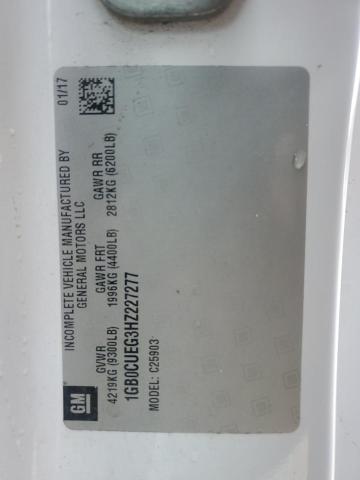 GM
INCOMPLETE VEHICLE MANUFACTURED BY
GENERAL MOTORS LLC
01/17
GVWR GAWR FRT GAWR RR
4219KG (9300LB) 1996KG (4400LB) 2812KG (6200LB)
1GB0CUEG3HZ227277
MODEL: C25903